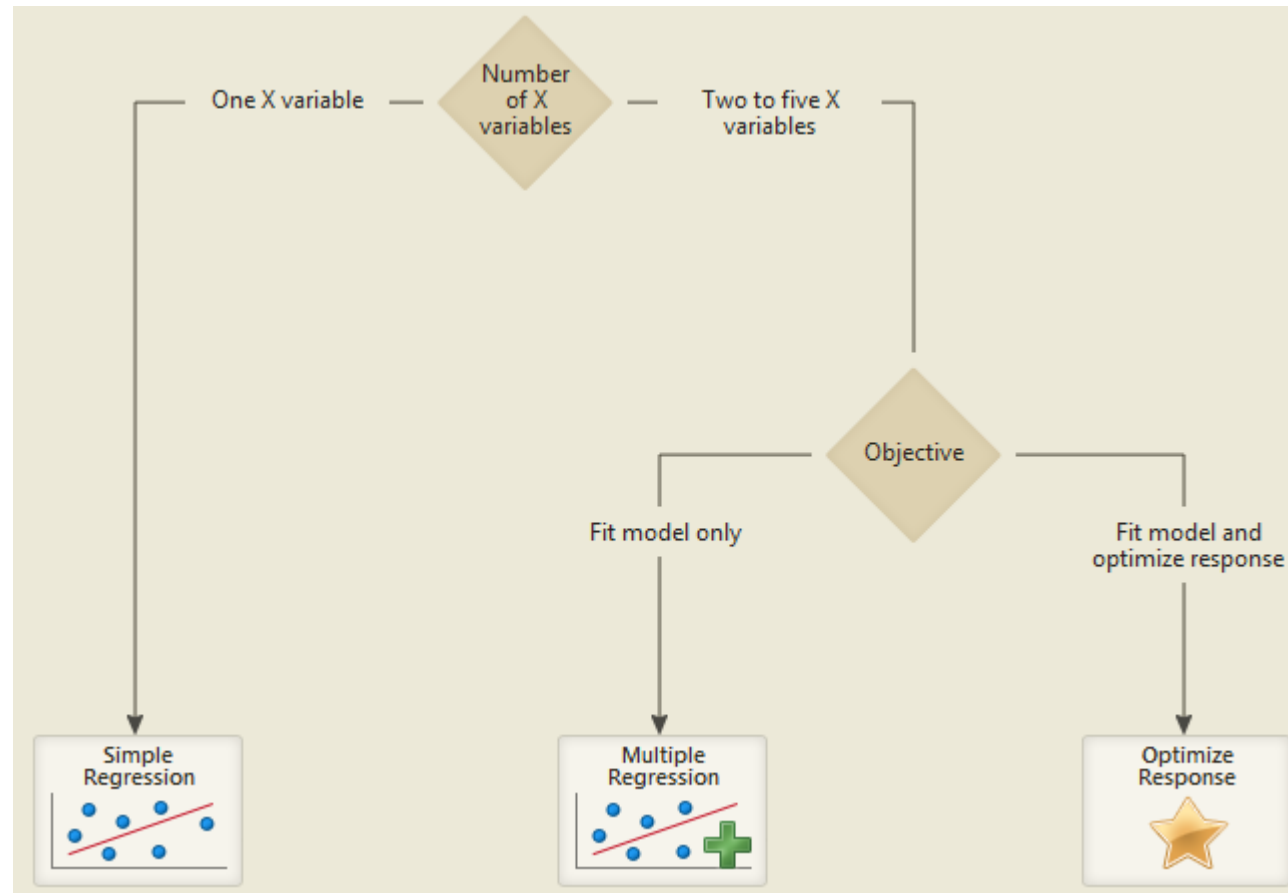 Number
of X
variables
One X variable
Two to five X
variables
Objective
Fit model only
Fit model and
optimize response
Simple
Regression
Multiple
Regression
Optimize
Response